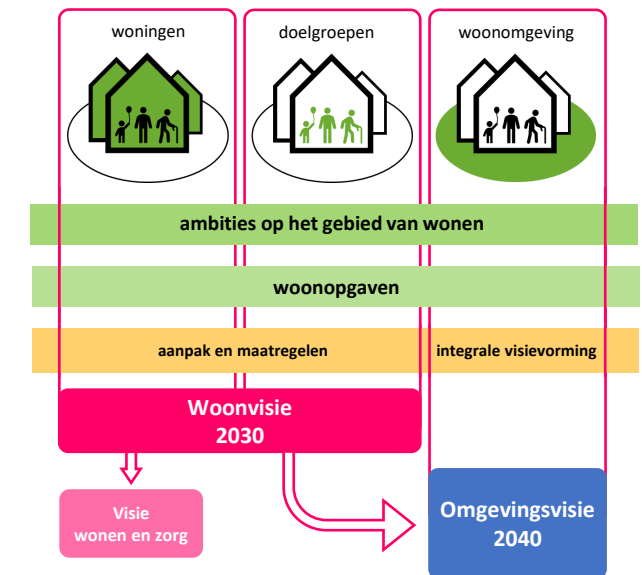 woningen
doelgroepen
woonomgeving
ambities op het gebied van wonen
woonopgaven
aanpak en maatregelen
integrale visievorming
Woonvisie
2030
Visie
wonen en zorg
Omgevingsvisie
2040